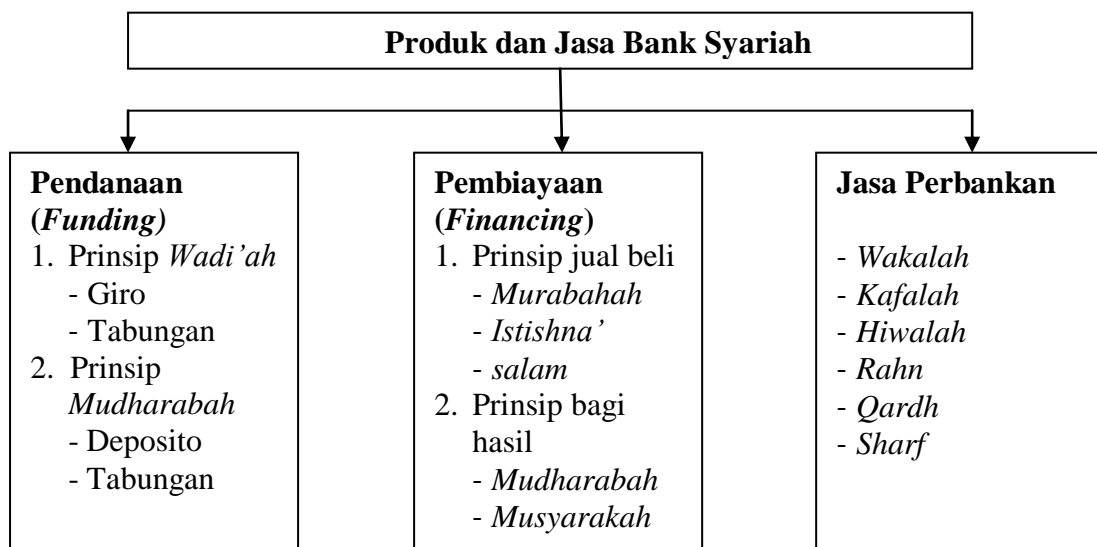 Produk dan Jasa Bank Syariah
Pendanaan
(Funding)
1. Prinsip Wadi’ah
- Giro
- Tabungan
2. Prinsip
Mudharabah
- Deposito
- Tabungan
Pembiayaan
(Financing)
1. Prinsip jual beli
- Murabahah
- Istishna’
- salam
2. Prinsip bagi
hasil
- Mudharabah
- Musyarakah
Jasa Perbankan
- Wakalah
- Kafalah
- Hiwalah
- Rahn
- Qardh
- Sharf